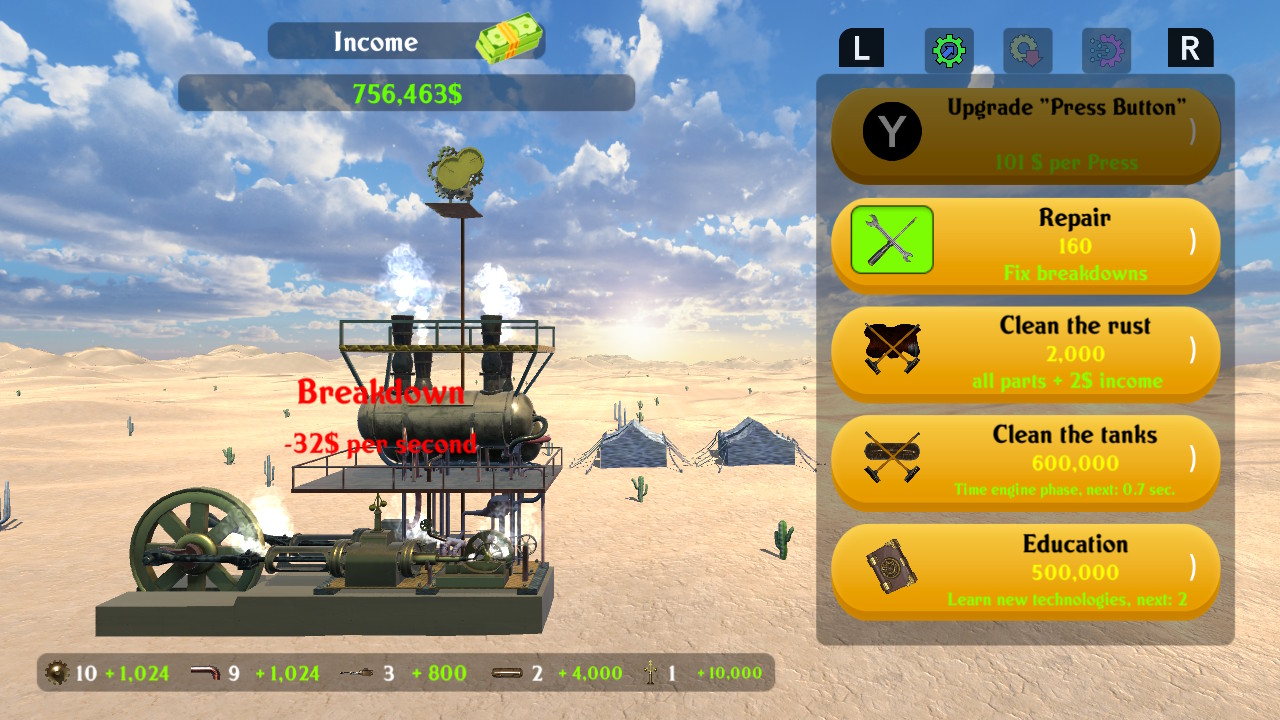 Income
756,463$
L
R
Y
Upgrade "Press Button"
101 $ per Press
Repair
160
Fix breakdowns
Clean the rust
2,000
all parts + 2$ income
Clean the tanks
600,000
Time engine phase, next: 0.7 sec.
Education
500,000
Learn new technologies, next: 2
Breakdown
-32$ per second
10 +1,024 9 +1,024 3 +800 2 +4,000 1 +10,000